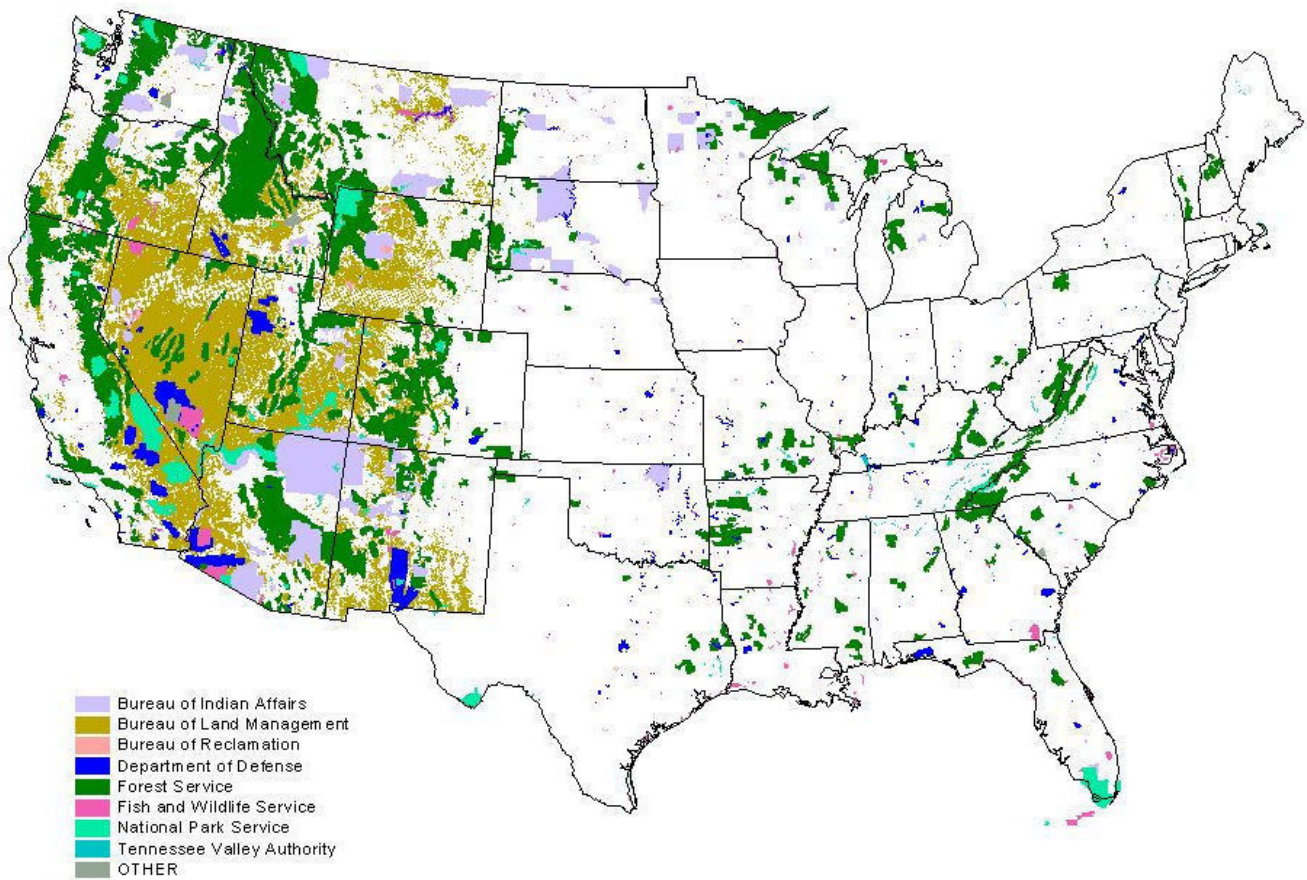 Bureau of Indian Affairs
Bureau of Land Management
Bureau of Reclamation
Department of Defense
Forest Service
Fish and Wildlife Service
National Park Service
Tennessee Valley Authority
OTHER